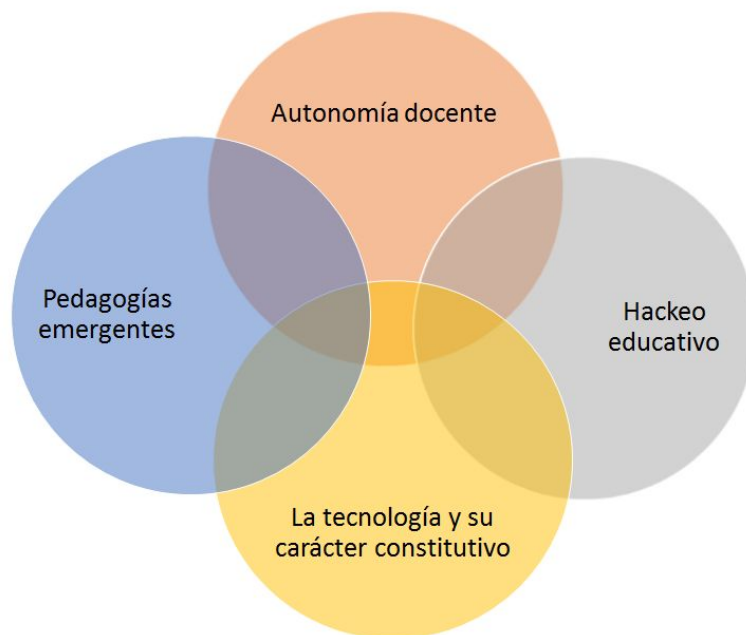 Autonomía docente
Pedagogías
emergentes
Hackeo
educativo
La tecnología y su
carácter constitutivo